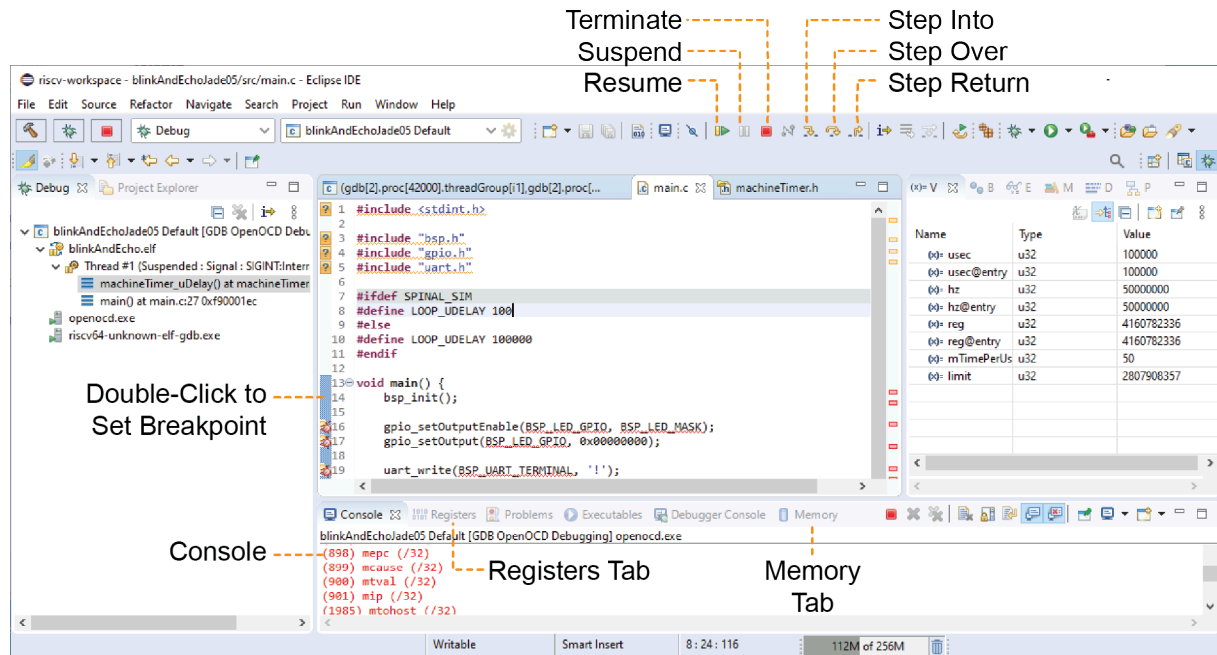 Terminate
Suspend
Resume
Step Into
Step Over
Step Return
riscv-workspace - blinkAndEchoJade05/src/main.c - Eclipse IDE
File Edit Source Refactor Navigate Search Project Run Window Help
Debug
blinkAndEchoJade05 Default
Debug
Project Explorer
blinkAndEchoJade05 Default [GDB OpenOCD Debu
blinkAndEcho.elf
Thread #1 (Suspended : Signal : SIGINT:Interr
machineTimer_uDelay() at machineTimer
main() at main.c:27 0xf90001ec
openocd.exe
riscv64-unknown-elf-gdb.exe
Double-Click to
Set Breakpoint
(gdb[2].proc[42000].threadGroup[i1],gdb[2].proc[...
main.c
machineTimer.h
1 #include <stdint.h>
2
3 #include "bsp.h"
4 #include "gpio.h"
5 #include "uart.h"
6
7 #ifdef SPINAL_SIM
8 #define LOOP_UDELAY 100
9 #else
10 #define LOOP_UDELAY 100000
11 #endif
12
13 void main() {
14 bsp_init();
15
16 gpio_setOutputEnable(BSP_LED_GPIO, BSP_LED_MASK);
17 gpio_setOutput(BSP_LED_GPIO, 0x00000000);
18
19 uart_write(BSP_UART_TERMINAL, '!');
(x)= V B E M D P
Name Type Value
(x)= usec u32 100000
(x)= usec@entry u32 100000
(x)= hz u32 50000000
(x)= hz@entry u32 50000000
(x)= reg u32 4160782336
(x)= reg@entry u32 4160782336
(x)= mTimePerUs u32 50
(x)= limit u32 2807908357
Console Registers Problems Executables Debugger Console Memory
blinkAndEchoJade05 Default [GDB OpenOCD Debugging] openocd.exe
(898) mepc (/32)
(899) mcause (/32)
(900) mtval (/32)
(901) mip (/32)
(1985) mtohost (/32)
Console
Registers Tab
Memory
Tab
Writable
Smart Insert
8 : 24 : 116
112M of 256M